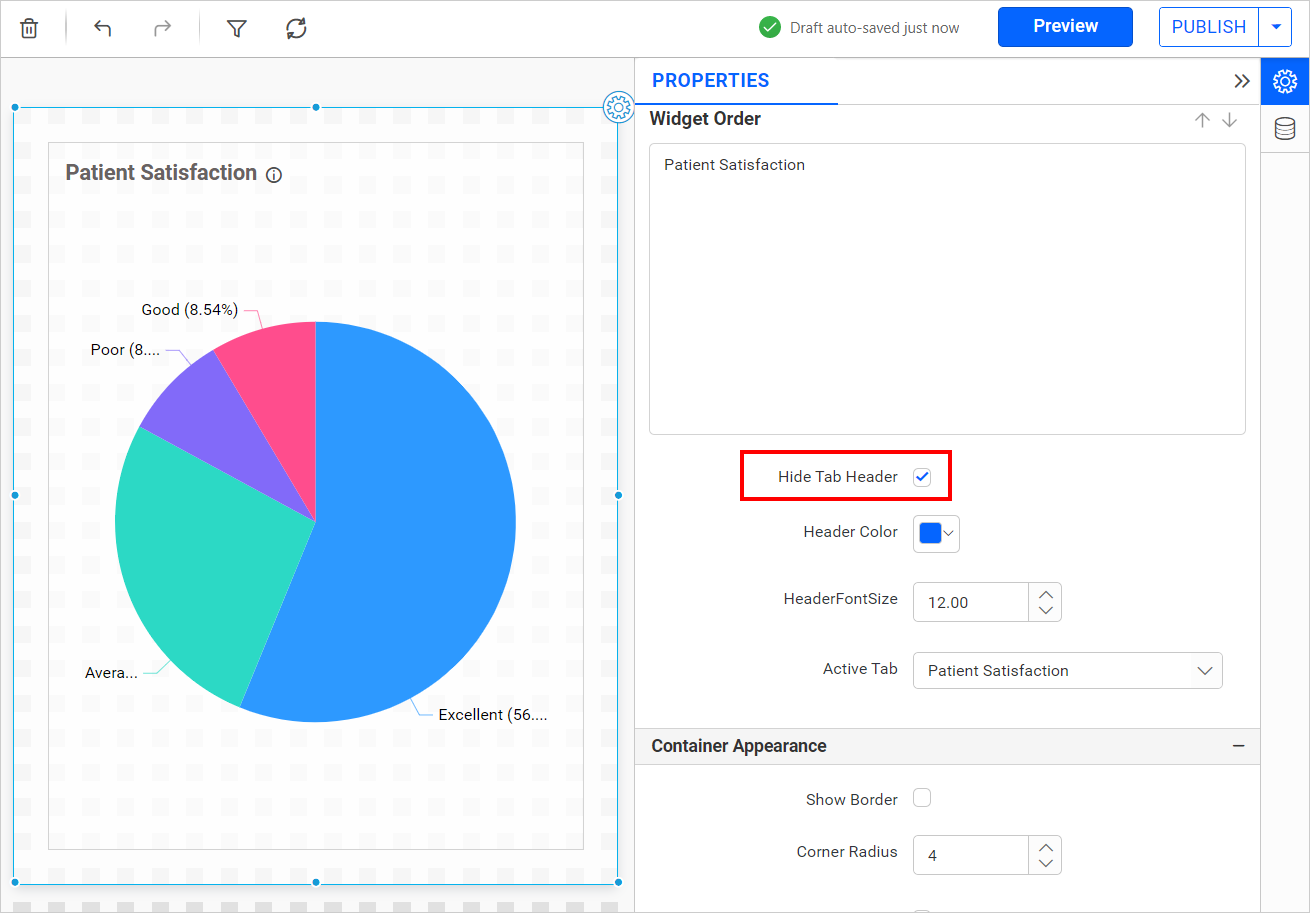 Draft auto-saved just now
Preview
PUBLISH
PROPERTIES
Widget Order
Patient Satisfaction
Patient Satisfaction
Good (8.54%)
Poor (8....
Avera...
Excellent (56....
Hide Tab Header
Header Color
HeaderFontSize
12.00
Active Tab
Patient Satisfaction
Container Appearance
Show Border
Corner Radius
4